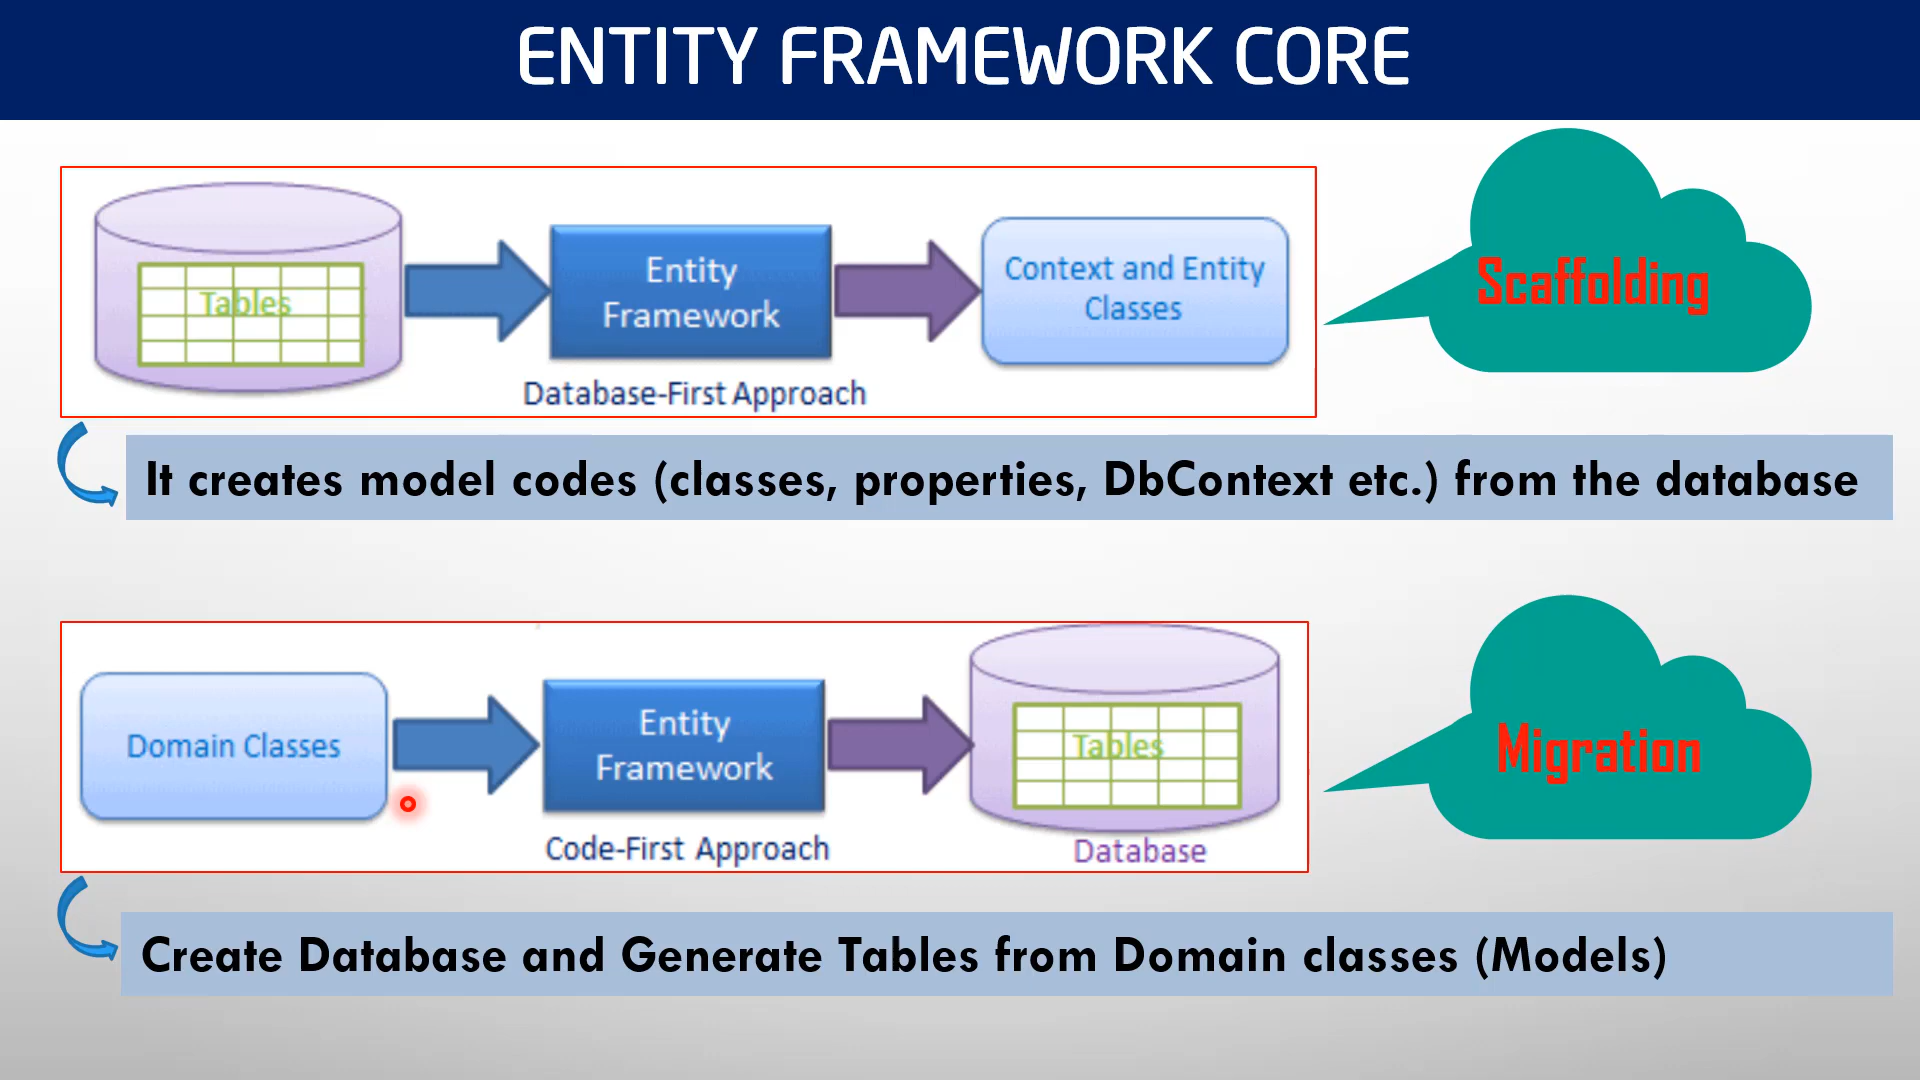 ENTITY FRAMEWORK CORE
Tables
Entity
Framework
Context and Entity
Classes
Database-First Approach
Scaffolding
It creates model codes (classes, properties, DbContext etc.) from the database
Domain Classes
Entity
Framework
Tables
Code-First Approach
Database
Migration
Create Database and Generate Tables from Domain classes (Models)